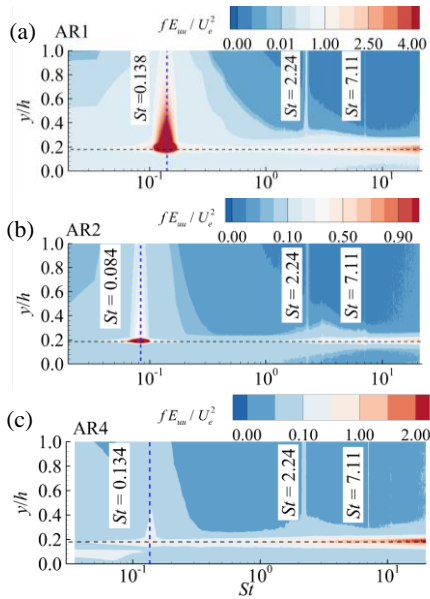 (a) AR1 fE_uu / U_e^2
0.00 0.01 1.00 2.50 4.00
y/h
1.0
0.8
0.6
0.4
0.2
0.0
St =0.138
St = 2.24
St = 7.11
10^-1 10^0 10^1
(b) AR2 fE_uu / U_e^2
0.00 0.10 0.50 0.90
y/h
1.0
0.8
0.6
0.4
0.2
0.0
St = 0.084
St = 2.24
St = 7.11
10^-1 10^0 10^1
(c) AR4 fE_uu / U_e^2
0.00 0.10 1.00 2.00
y/h
1.0
0.8
0.6
0.4
0.2
0.0
St = 0.134
St = 2.24
St = 7.11
10^-1 10^0 10^1
St